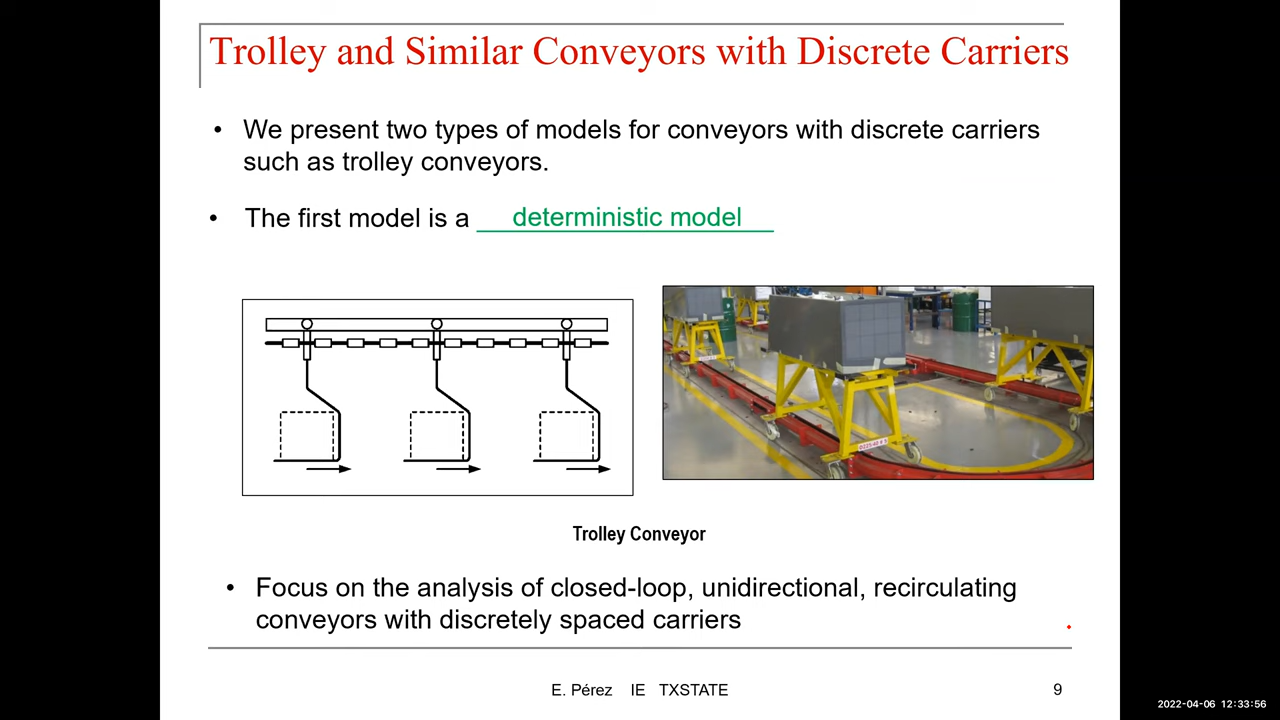 Trolley and Similar Conveyors with Discrete Carriers
• We present two types of models for conveyors with discrete carriers
such as trolley conveyors.
• The first model is a deterministic model
Trolley Conveyor
• Focus on the analysis of closed-loop, unidirectional, recirculating
conveyors with discretely spaced carriers
E. Pérez IE TXSTATE
9
2022-04-06 12:33:56